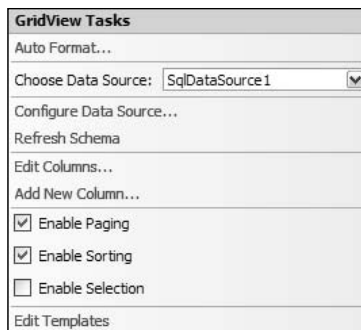 GridView Tasks
Auto Format...
Choose Data Source: SqlDataSource1
Configure Data Source...
Refresh Schema
Edit Columns...
Add New Column...
Enable Paging
Enable Sorting
Enable Selection
Edit Templates